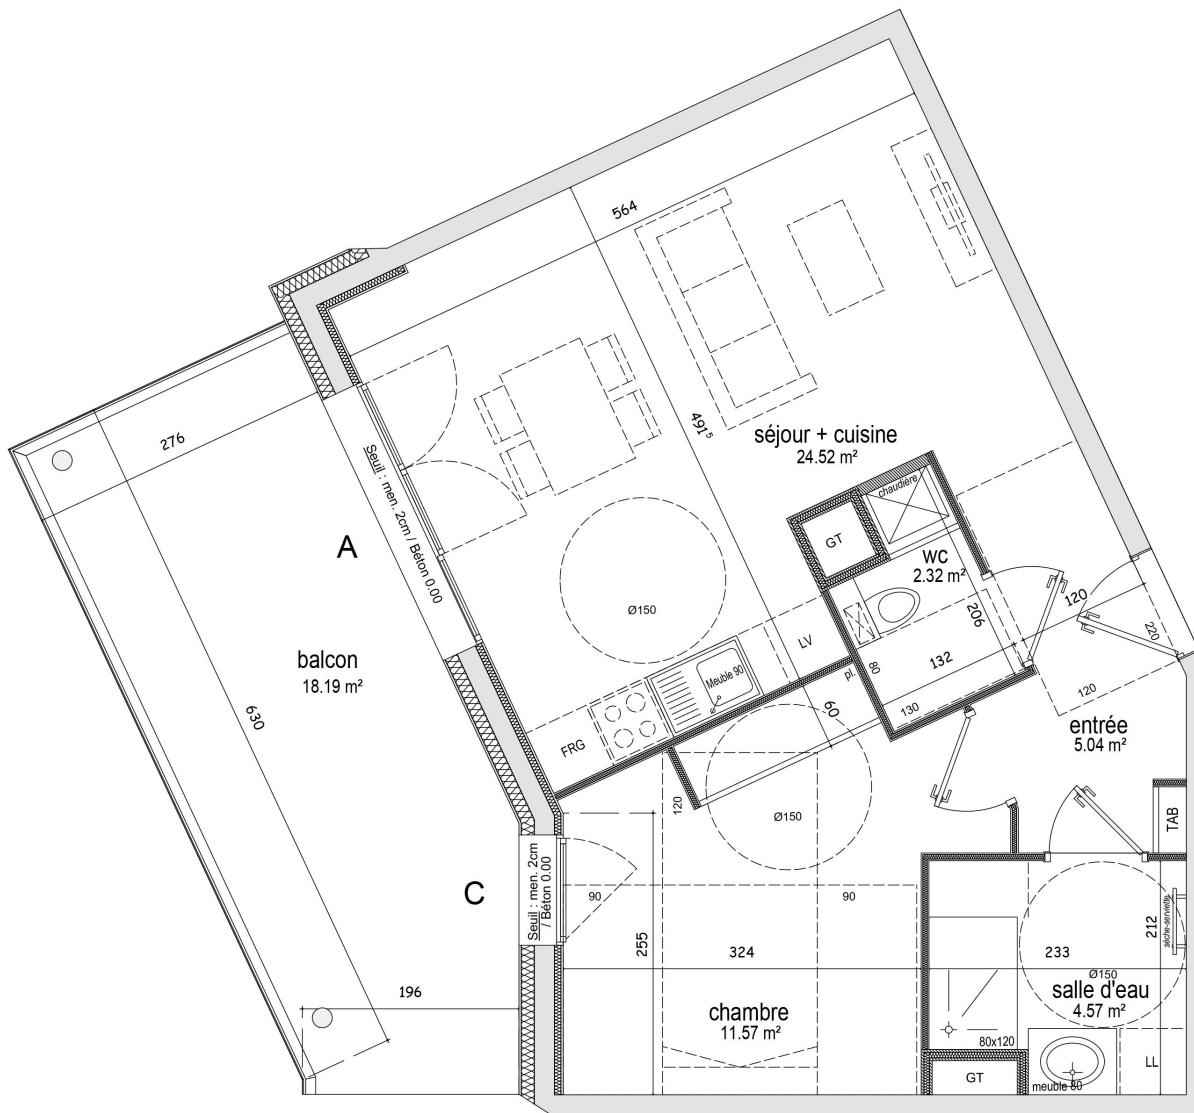 564
276
Seuil : men. 2cm / Béton 0.00
491⁵
séjour + cuisine
24.52 m²
chaudière
GT
A
WC
2.32 m²
Ø150
206
120
220
LV
132
80
balcon
18.19 m²
Meuble 90
pl.
120
630
60
130
FRG
entrée
5.04 m²
120
Ø150
TAB
C
Seuil : men. 2cm
/ Béton 0.00
90
90
255
212
sèche-serviette
324
233
Ø150
196
salle d'eau
4.57 m²
chambre
11.57 m²
80x120
LL
GT
meuble 80